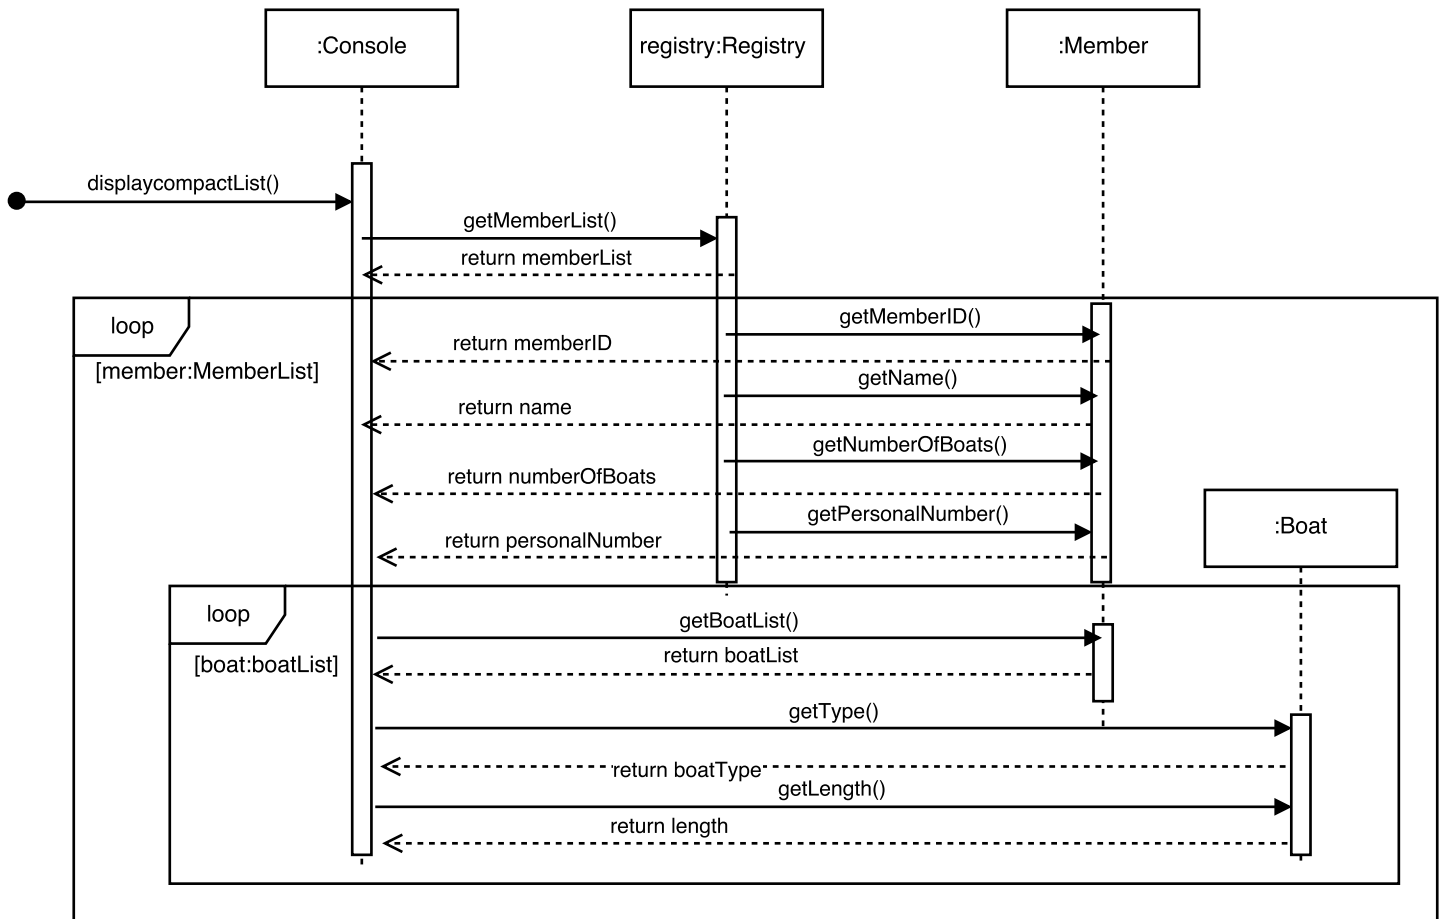 :Console
registry:Registry
:Member
displaycompactList()
getMemberList()
return memberList
loop
[member:MemberList]
getMemberID()
return memberID
getName()
return name
getNumberOfBoats()
return numberOfBoats
getPersonalNumber()
return personalNumber
:Boat
loop
[boat:boatList]
getBoatList()
return boatList
getType()
return boatType
getLength()
return length